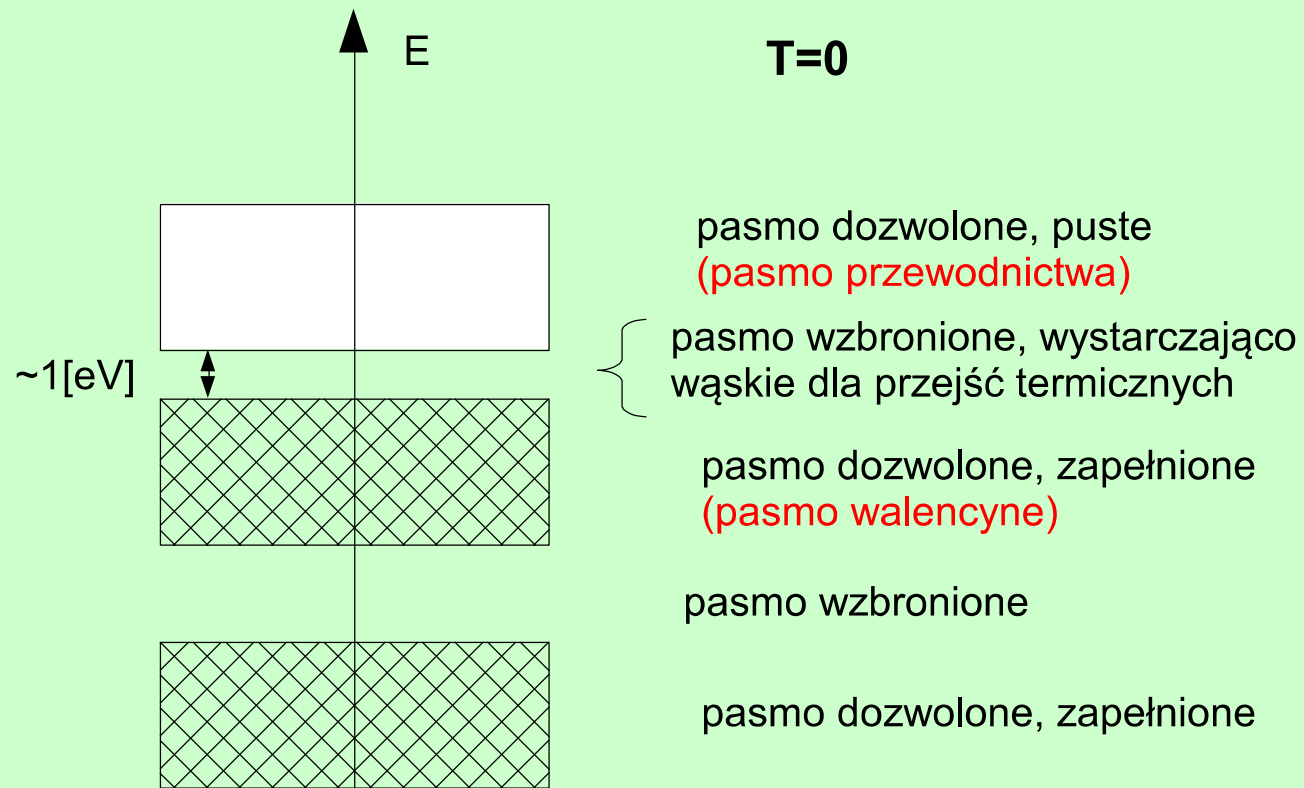 E
T=0
pasmo dozwolone, puste
(pasmo przewodnictwa)
~1[eV]
pasmo wzbronione, wystarczająco
wąskie dla przejść termicznych
pasmo dozwolone, zapełnione
(pasmo walencyne)
pasmo wzbronione
pasmo dozwolone, zapełnione